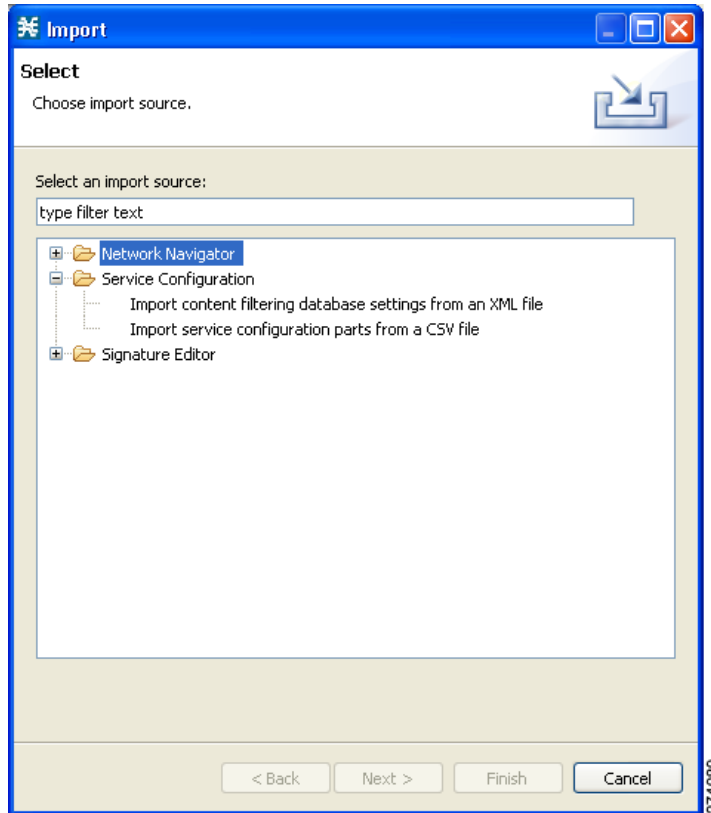 Import
Select
Choose import source.
Select an import source:
type filter text
Network Navigator
Service Configuration
Import content filtering database settings from an XML file
Import service configuration parts from a CSV file
Signature Editor
< Back Next > Finish Cancel